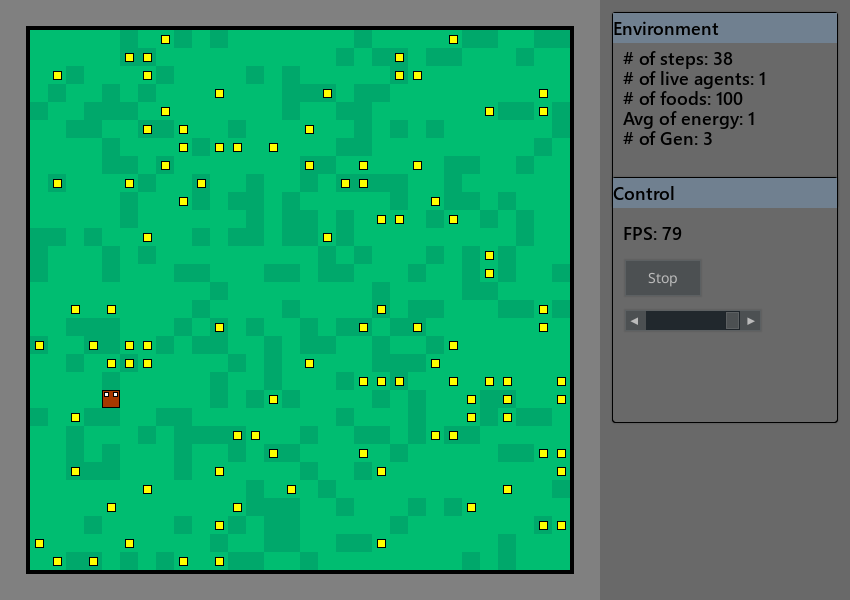 Environment
# of steps: 38
# of live agents: 1
# of foods: 100
Avg of energy: 1
# of Gen: 3
Control
FPS: 79
Stop